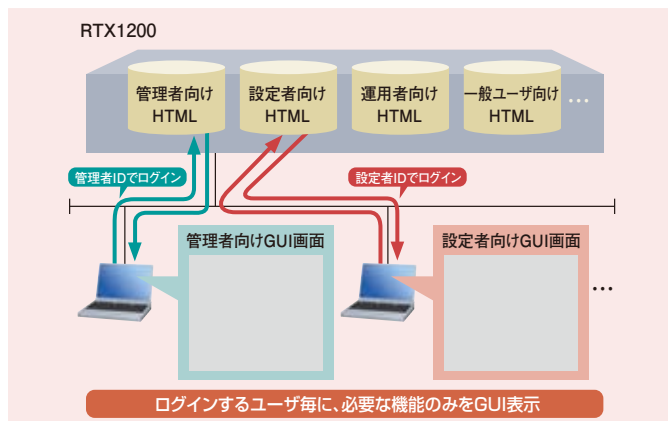 RTX1200
管理者向け
HTML
設定者向け
HTML
運用者向け
HTML
一般ユーザ向け
HTML
…
管理者IDでログイン
設定者IDでログイン
管理者向けGUI画面
設定者向けGUI画面
…
ログインするユーザ毎に、必要な機能のみをGUI表示